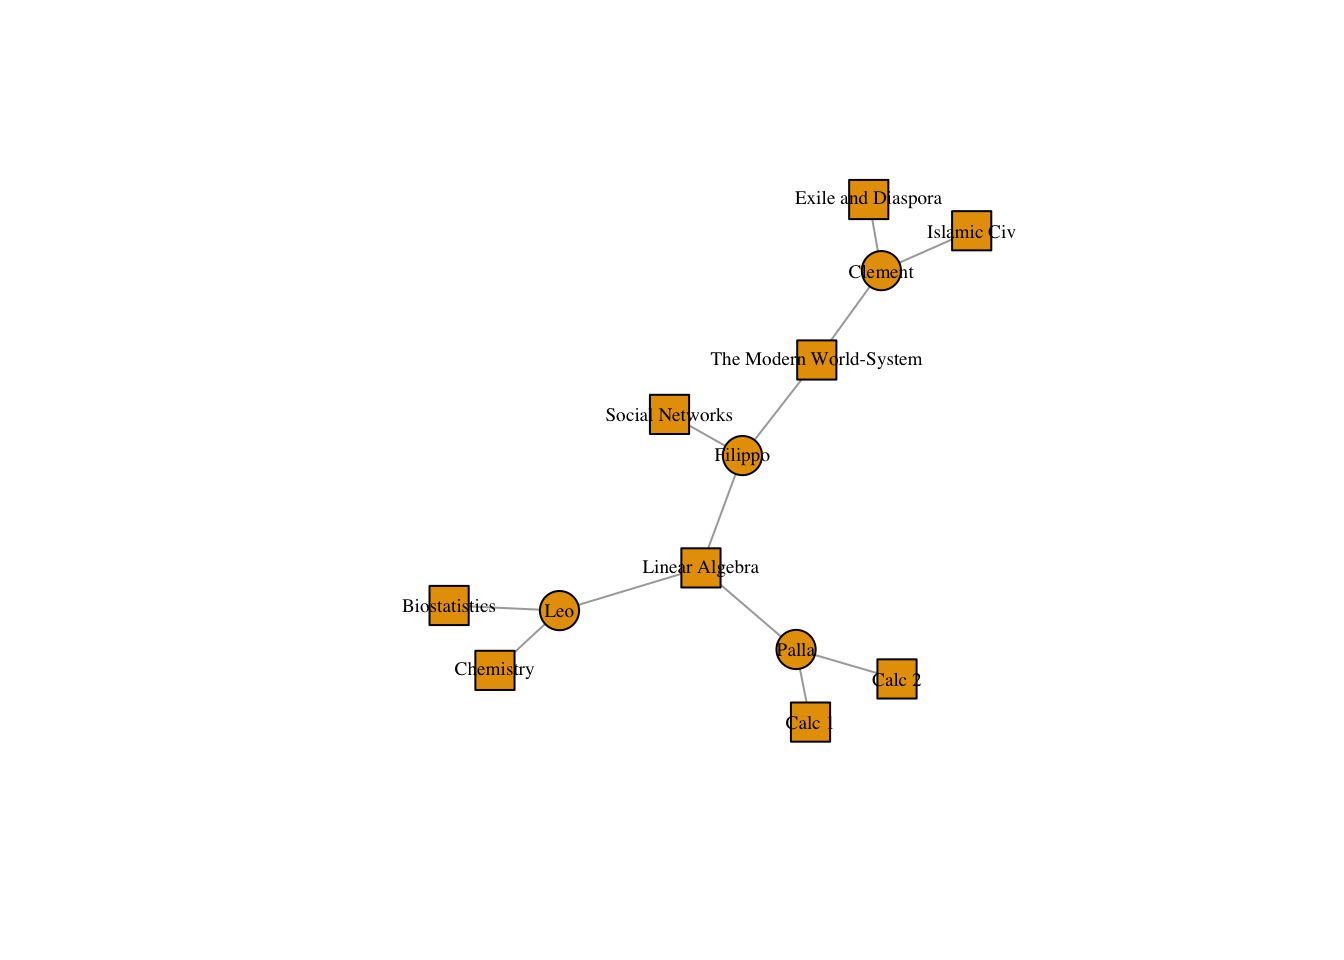 Exile and Diaspora
Islamic Civ
Clement
The Modern World-System
Social Networks
Filippo
Linear Algebra
Biostatistics
Leo
Chemistry
Palla
Calc 2
Calc 1